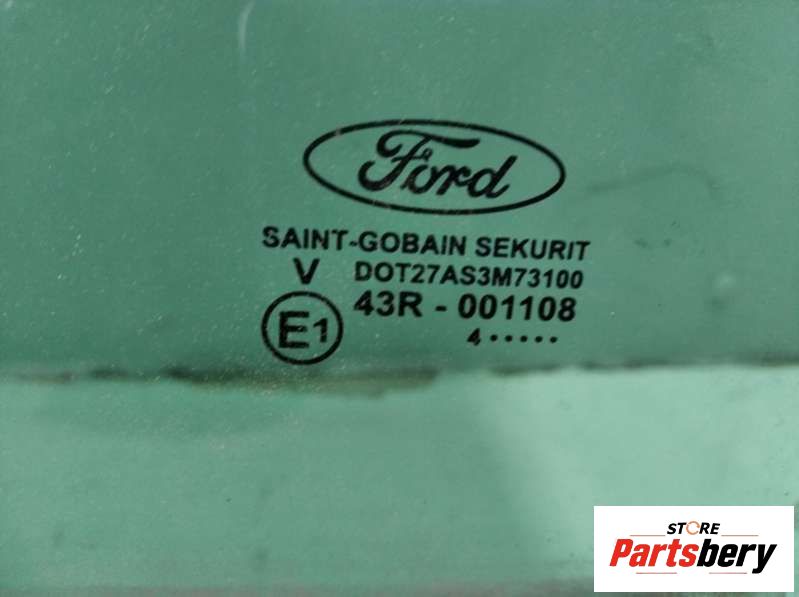 Ford
SAINT-GOBAIN SEKURIT
V DOT27AS3M73100
E1 43R - 001108
4 •••••
STORE
Partsbery